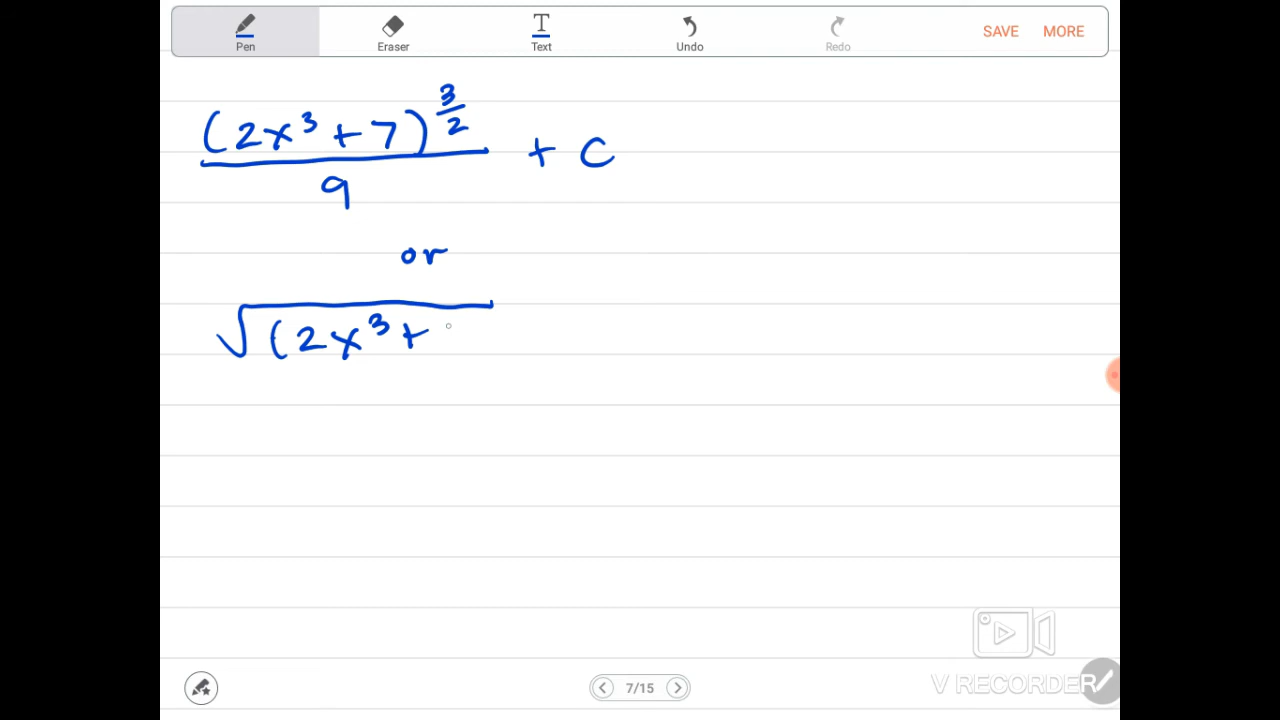 Pen Eraser Text Undo Redo SAVE MORE
(2x³ + 7)^(3/2)
9
+ C
or
√(2x³ +
7/15
V RECORDER